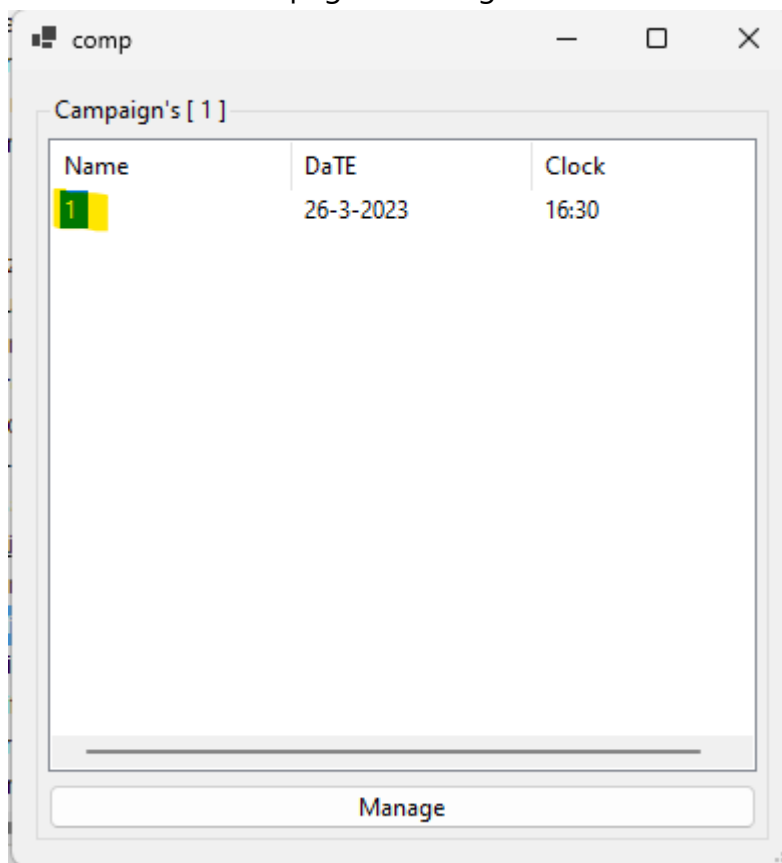 comp
Campaign's [ 1 ]
Name DaTE Clock
1 26-3-2023 16:30
Manage